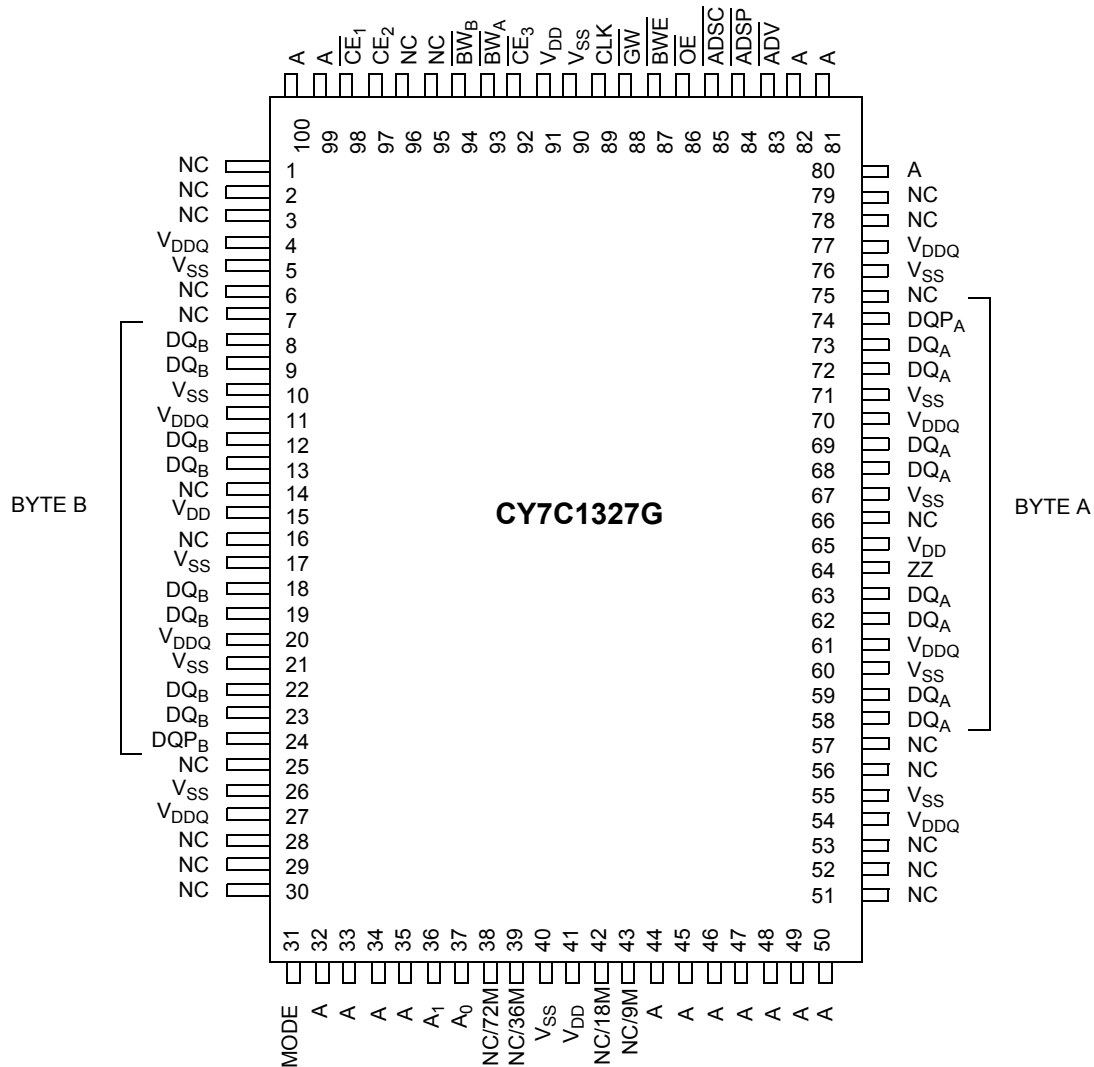 A
A
CE1
CE2
NC
NC
BWB
BWA
CE3
VDD
VSS
CLK
GW
BWE
OE
ADSC
ADSP
ADV
A
A
100
99
98
97
96
95
94
93
92
91
90
89
88
87
86
85
84
83
82
81
NC 1
NC 2
NC 3
VDDQ 4
VSS 5
NC 6
NC 7
DQB 8
DQB 9
VSS 10
VDDQ 11
DQB 12
DQB 13
NC 14
VDD 15
NC 16
VSS 17
DQB 18
DQB 19
VDDQ 20
VSS 21
DQB 22
DQB 23
DQPB 24
NC 25
VSS 26
VDDQ 27
NC 28
NC 29
NC 30
BYTE B
CY7C1327G
80 A
79 NC
78 NC
77 VDDQ
76 VSS
75 NC
74 DQPA
73 DQA
72 DQA
71 VSS
70 VDDQ
69 DQA
68 DQA
67 VSS
66 NC
65 VDD
64 ZZ
63 DQA
62 DQA
61 VDDQ
60 VSS
59 DQA
58 DQA
57 NC
56 NC
55 VSS
54 VDDQ
53 NC
52 NC
51 NC
BYTE A
31
32
33
34
35
36
37
38
39
40
41
42
43
44
45
46
47
48
49
50
MODE
A
A
A
A
A1
A0
NC/72M
NC/36M
VSS
VDD
NC/18M
NC/9M
A
A
A
A
A
A
A